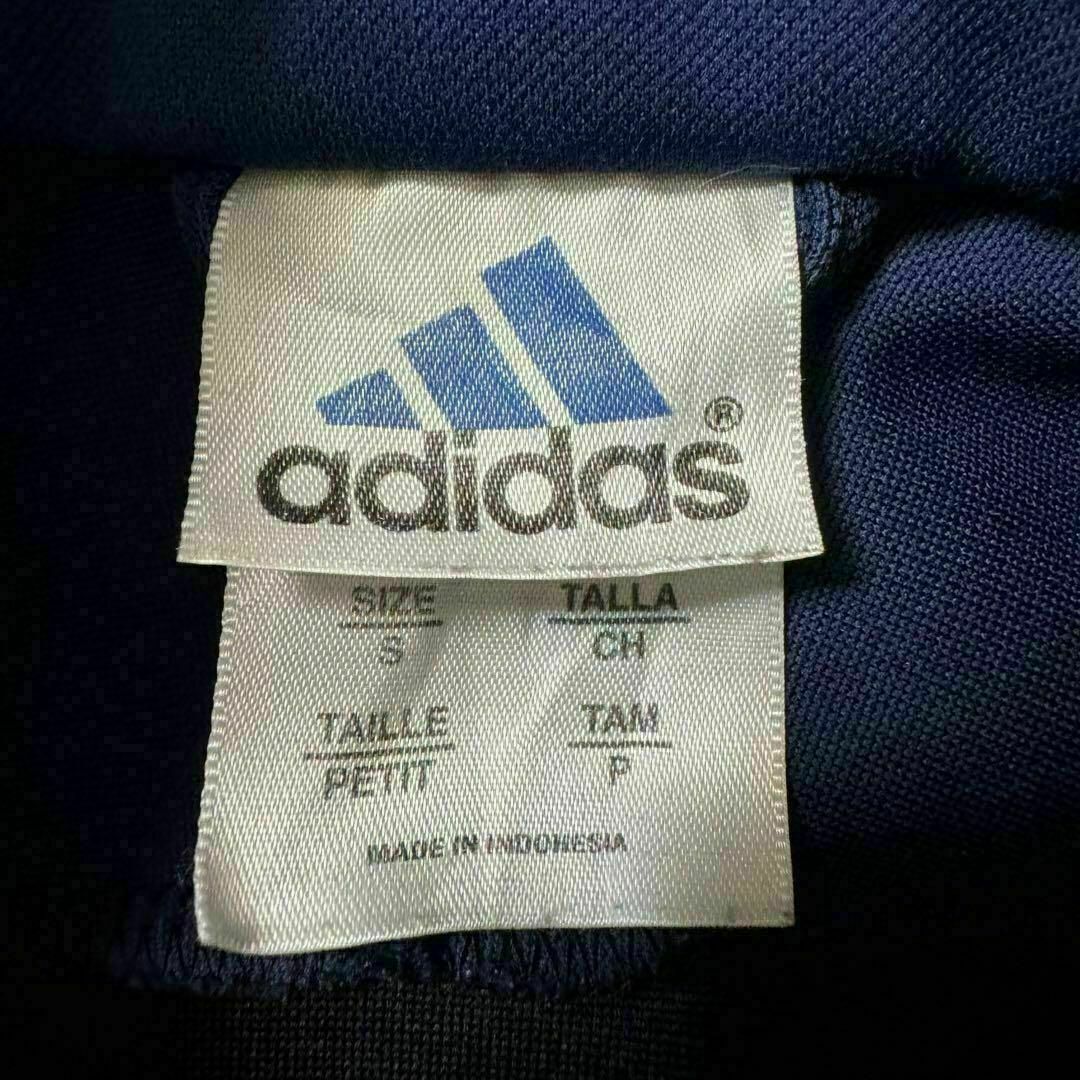 adidas®
SIZE TALLA
S CH
TAILLE TAM
PETIT P
MADE IN INDONESIA